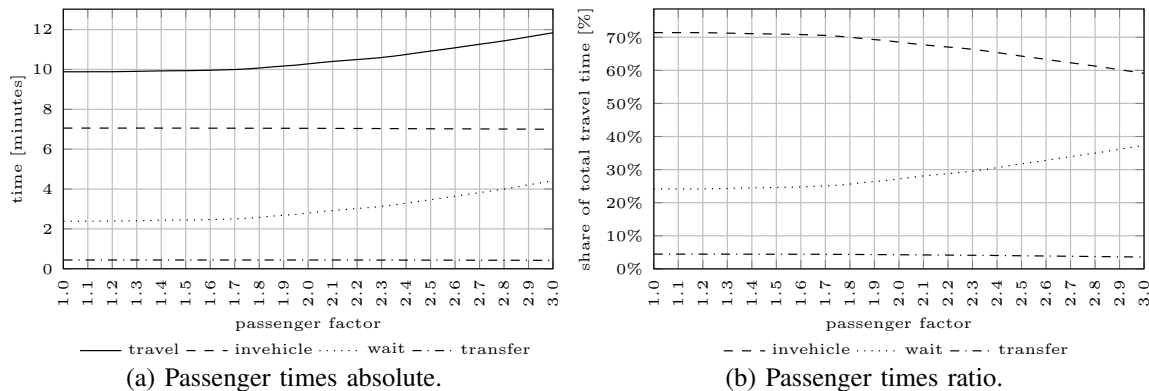 12
10
8
6
4
2
0
time [minutes]
1.0 1.1 1.2 1.3 1.4 1.5 1.6 1.7 1.8 1.9 2.0 2.1 2.2 2.3 2.4 2.5 2.6 2.7 2.8 2.9 3.0
passenger factor
travel invehicle wait transfer
(a) Passenger times absolute.
70%
60%
50%
40%
30%
20%
10%
0%
share of total travel time [%]
1.0 1.1 1.2 1.3 1.4 1.5 1.6 1.7 1.8 1.9 2.0 2.1 2.2 2.3 2.4 2.5 2.6 2.7 2.8 2.9 3.0
passenger factor
invehicle wait transfer
(b) Passenger times ratio.